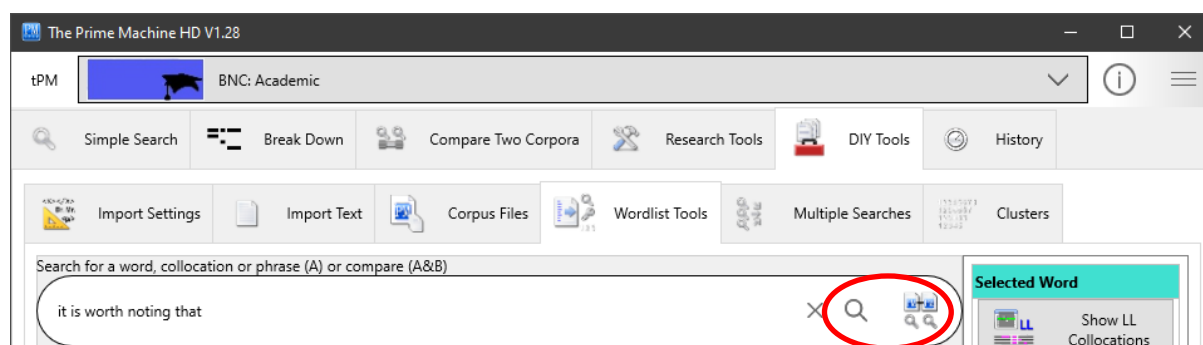 The Prime Machine HD V1.28
tPM BNC: Academic
Simple Search Break Down Compare Two Corpora Research Tools DIY Tools History
Import Settings Import Text Corpus Files Wordlist Tools Multiple Searches Clusters
Search for a word, collocation or phrase (A) or compare (A&B)
it is worth noting that
Selected Word
LL Show LL
Collocations